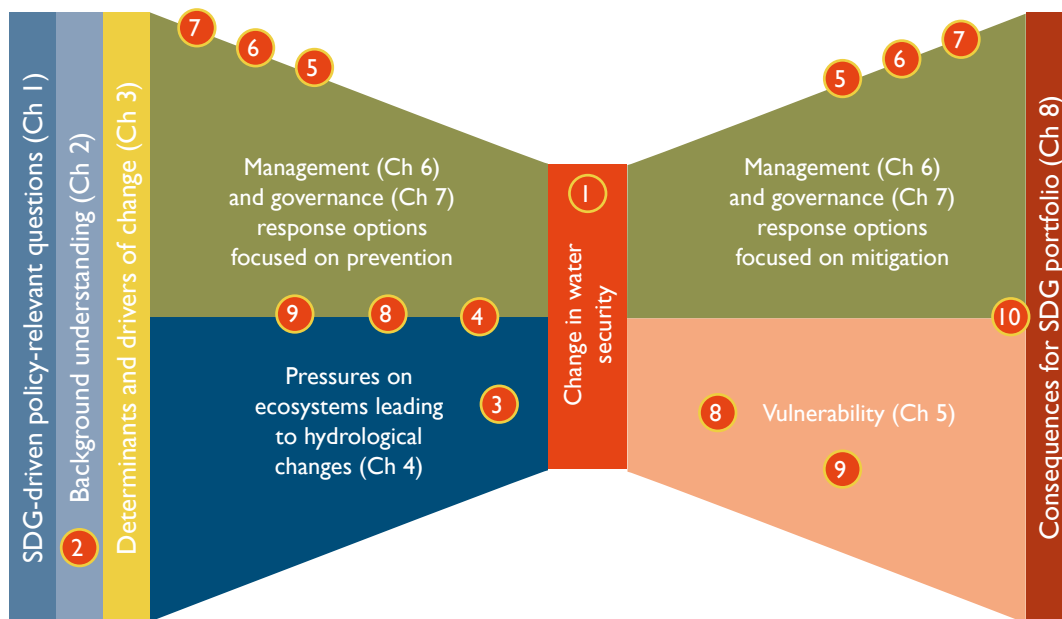 SDG-driven policy-relevant questions (Ch 1)
Background understanding (Ch 2)
2
Determinants and drivers of change (Ch 3)
7
6
5
Management (Ch 6)
and governance (Ch 7)
response options
focused on prevention
9
8
4
Pressures on
ecosystems leading
to hydrological
changes (Ch 4)
3
1
Change in water
security
5
6
7
Management (Ch 6)
and governance (Ch 7)
response options
focused on mitigation
10
8
Vulnerability (Ch 5)
9
Consequences for SDG portfolio (Ch 8)